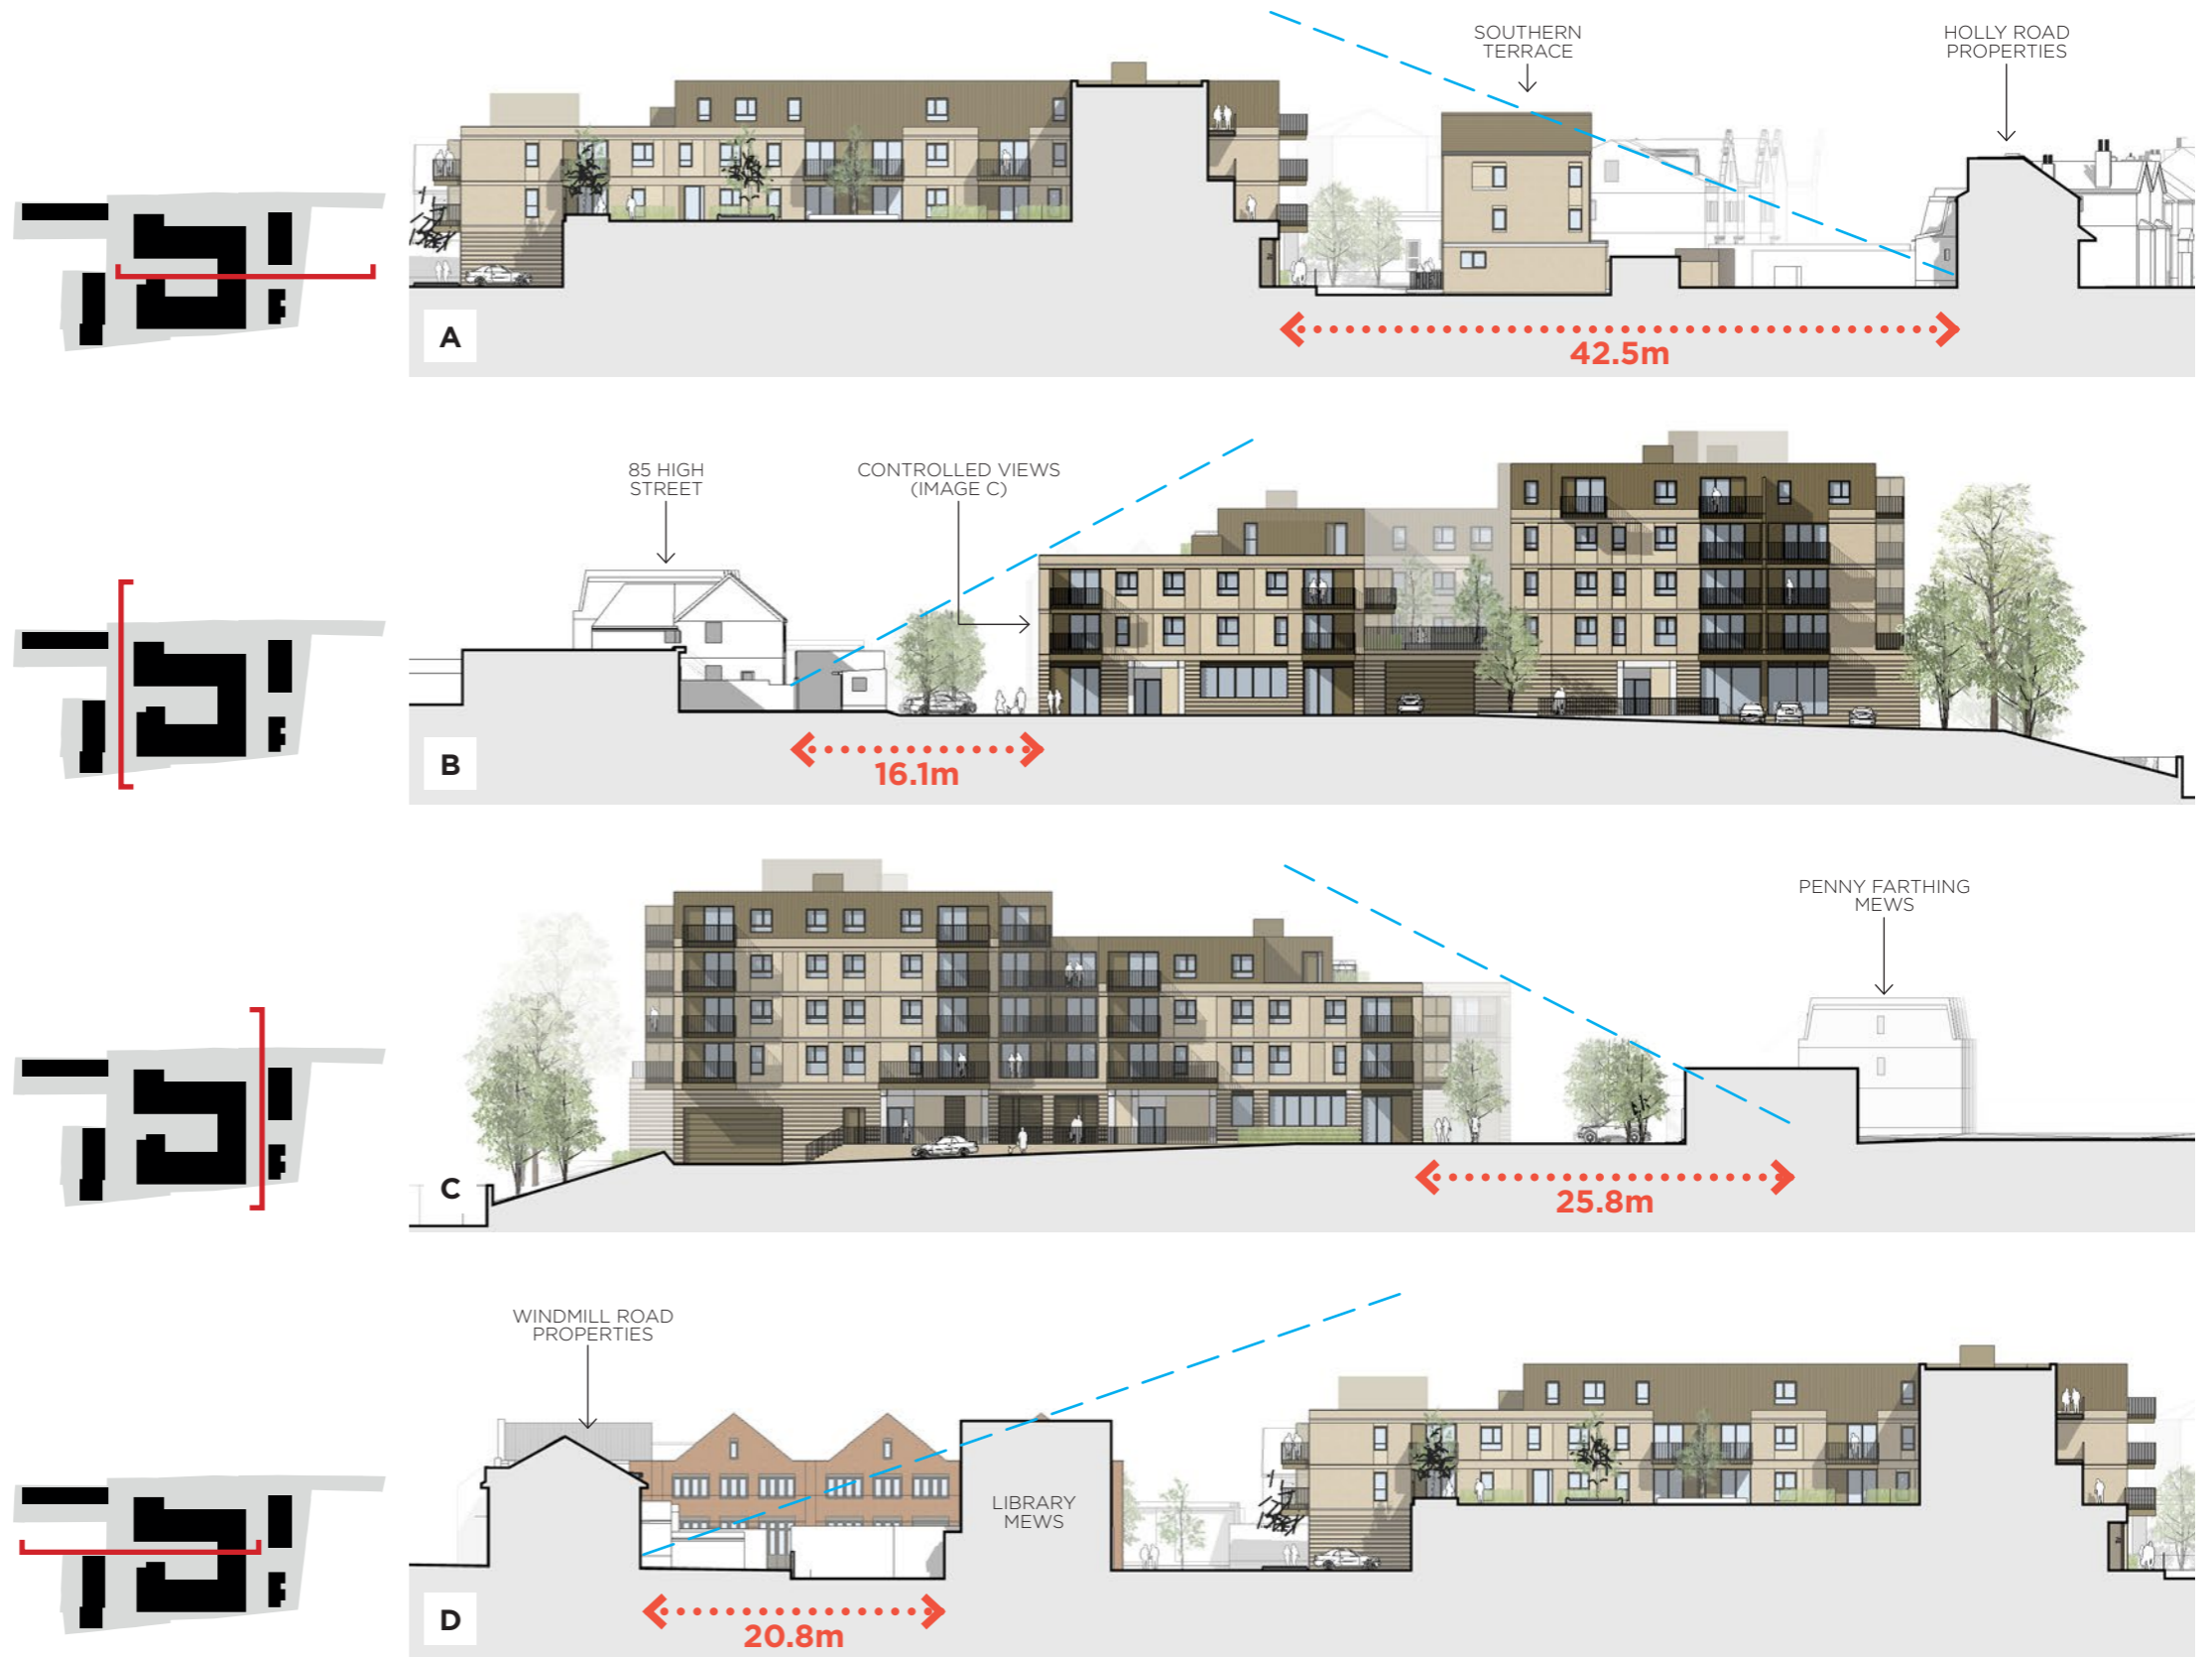 SOUTHERN
TERRACE
HOLLY ROAD
PROPERTIES
A
42.5m
85 HIGH
STREET
CONTROLLED VIEWS
(IMAGE C)
B
16.1m
PENNY FARTHING
MEWS
C
25.8m
WINDMILL ROAD
PROPERTIES
LIBRARY
MEWS
D
20.8m